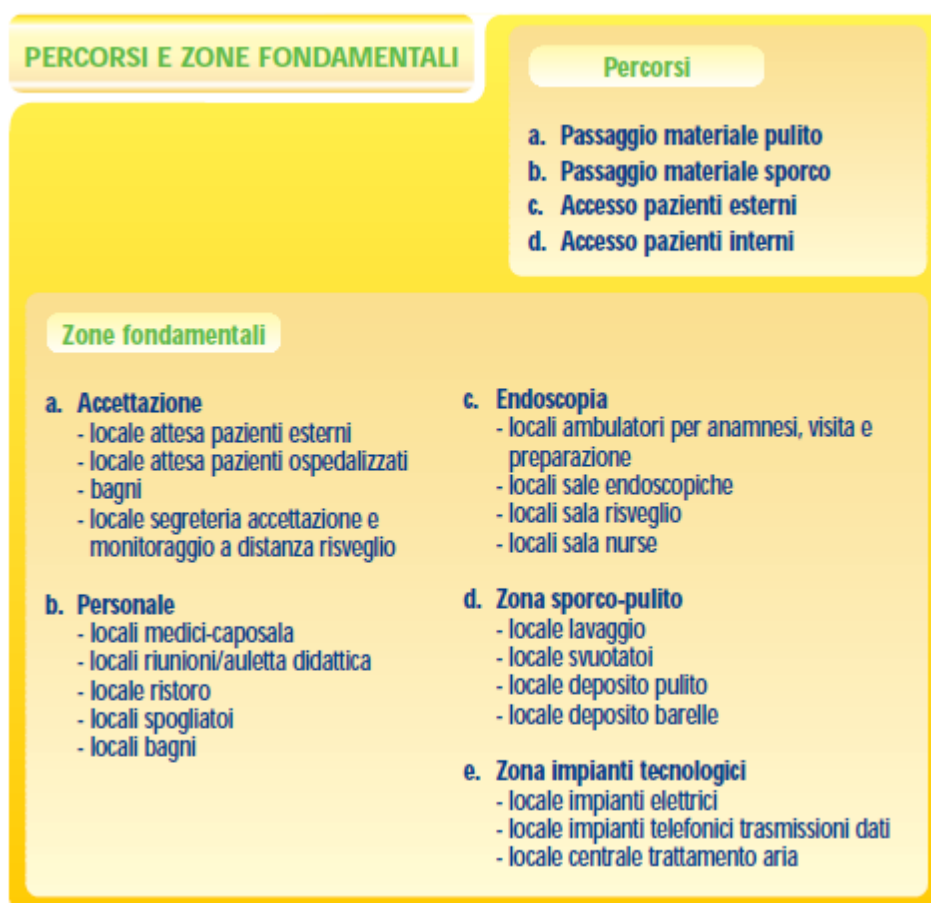 PERCORSI E ZONE FONDAMENTALI
Percorsi
a. Passaggio materiale pulito
b. Passaggio materiale sporco
c. Accesso pazienti esterni
d. Accesso pazienti interni
Zone fondamentali
a. Accettazione
- locale attesa pazienti esterni
- locale attesa pazienti ospedalizzati
- bagni
- locale segreteria accettazione e
monitoraggio a distanza risveglio
b. Personale
- locali medici-caposala
- locali riunioni/auletta didattica
- locale ristoro
- locali spogliatoi
- locali bagni
c. Endoscopia
- locali ambulatori per anamnesi, visita e
preparazione
- locali sale endoscopiche
- locali sala risveglio
- locali sala nurse
d. Zona sporco-pulito
- locale lavaggio
- locale svuotatoi
- locale deposito pulito
- locale deposito barelle
e. Zona impianti tecnologici
- locale impianti elettrici
- locale impianti telefonici trasmissioni dati
- locale centrale trattamento aria